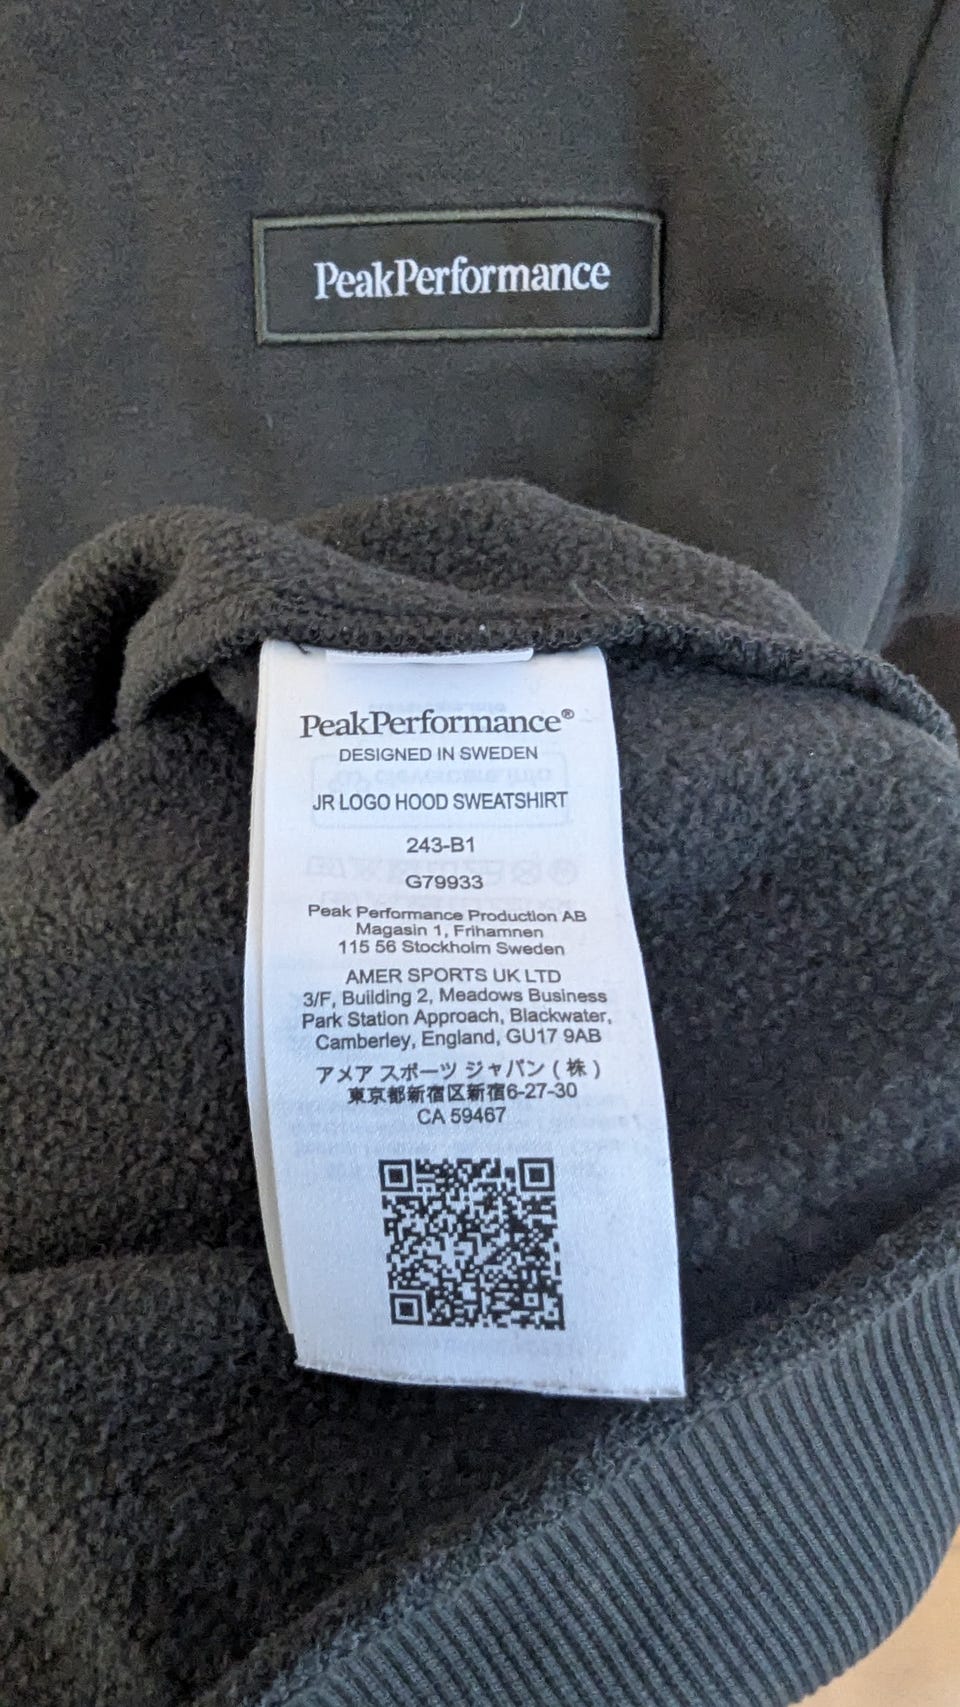 PeakPerformance
PeakPerformance®
DESIGNED IN SWEDEN
JR LOGO HOOD SWEATSHIRT
243-B1
G79933
Peak Performance Production AB
Magasin 1, Frihamnen
115 56 Stockholm Sweden
AMER SPORTS UK LTD
3/F, Building 2, Meadows Business
Park Station Approach, Blackwater,
Camberley, England, GU17 9AB
アメア スポーツ ジャパン ( 株 )
東京都新宿区新宿6-27-30
CA 59467